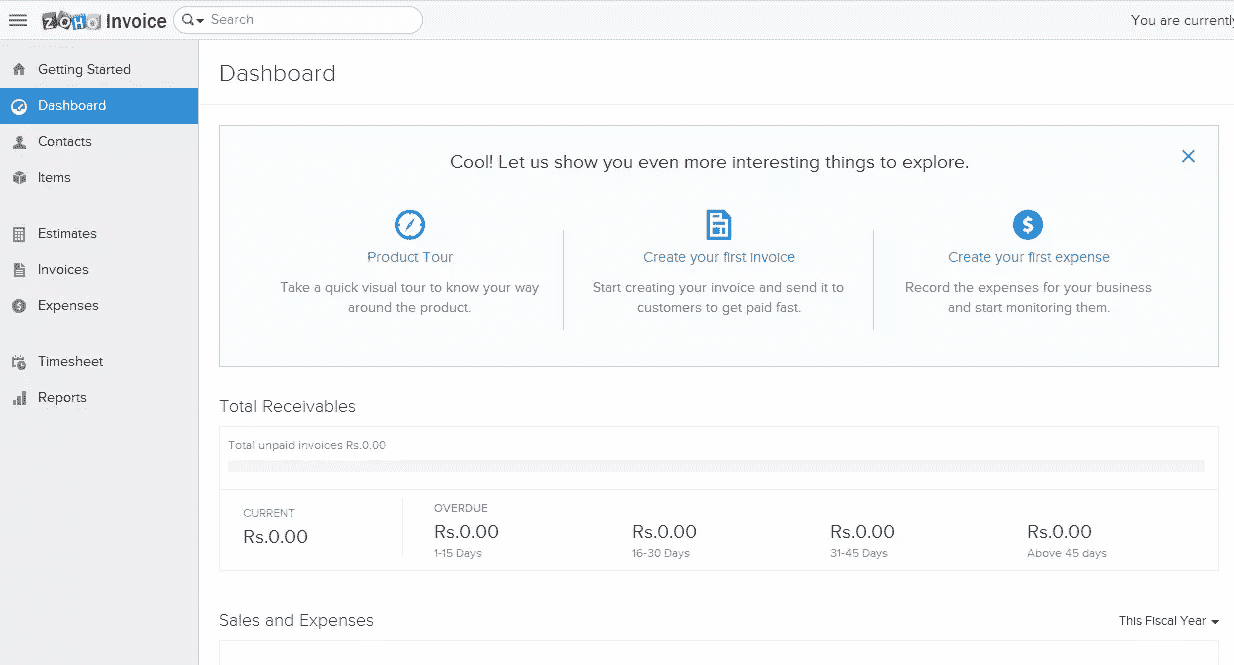 ZOHO Invoice
Search
You are currently
Getting Started
Dashboard
Contacts
Items
Estimates
Invoices
Expenses
Timesheet
Reports
Dashboard
Cool! Let us show you even more interesting things to explore.
Product Tour
Take a quick visual tour to know your way
around the product.
Create your first invoice
Start creating your invoice and send it to
customers to get paid fast.
Create your first expense
Record the expenses for your business
and start monitoring them.
Total Receivables
Total unpaid invoices Rs.0.00
CURRENT
Rs.0.00
OVERDUE
Rs.0.00
1-15 Days
Rs.0.00
16-30 Days
Rs.0.00
31-45 Days
Rs.0.00
Above 45 days
Sales and Expenses
This Fiscal Year